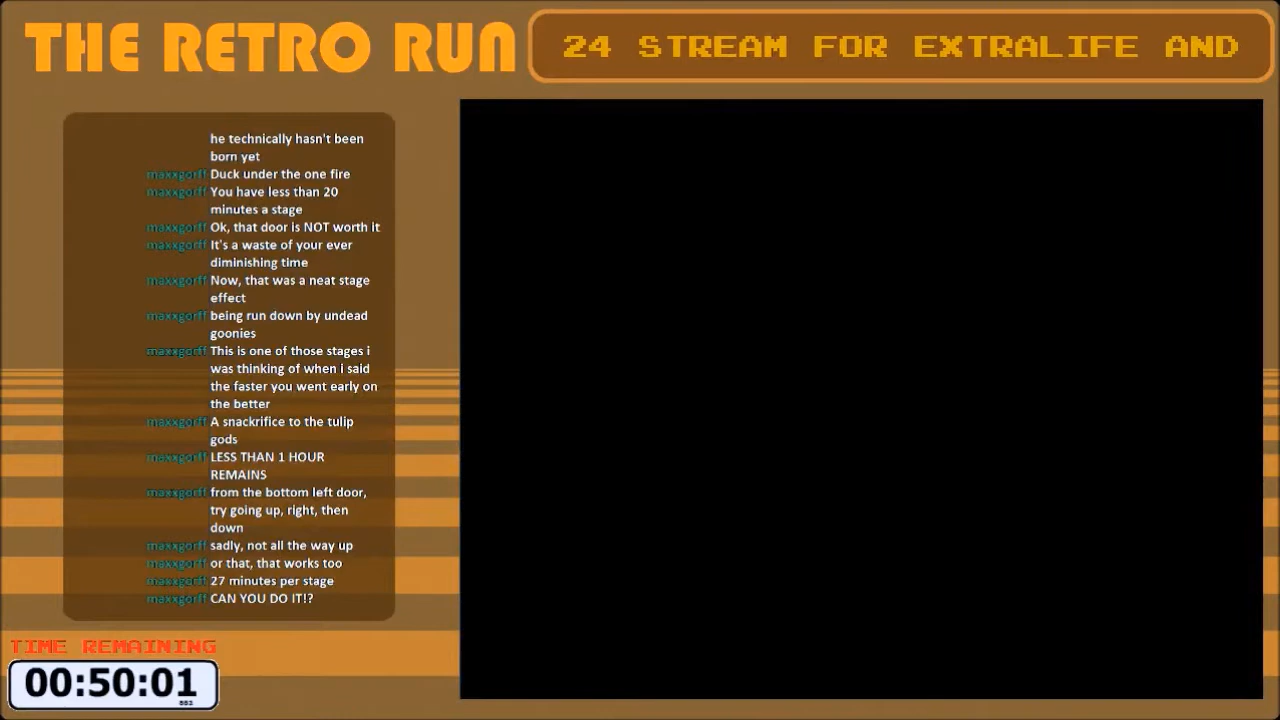 THE RETRO RUN
24 STREAM FOR EXTRALIFE AND
he technically hasn't been
born yet
maxxgorff Duck under the one fire
maxxgorff You have less than 20
minutes a stage
maxxgorff Ok, that door is NOT worth it
maxxgorff It's a waste of your ever
diminishing time
maxxgorff Now, that was a neat stage
effect
maxxgorff being run down by undead
goonies
maxxgorff This is one of those stages i
was thinking of when i said
the faster you went early on
the better
maxxgorff A snackrifice to the tulip
gods
maxxgorff LESS THAN 1 HOUR
REMAINS
maxxgorff from the bottom left door,
try going up, right, then
down
maxxgorff sadly, not all the way up
maxxgorff or that, that works too
maxxgorff 27 minutes per stage
maxxgorff CAN YOU DO IT!?
TIME REMAINING
00:50:01